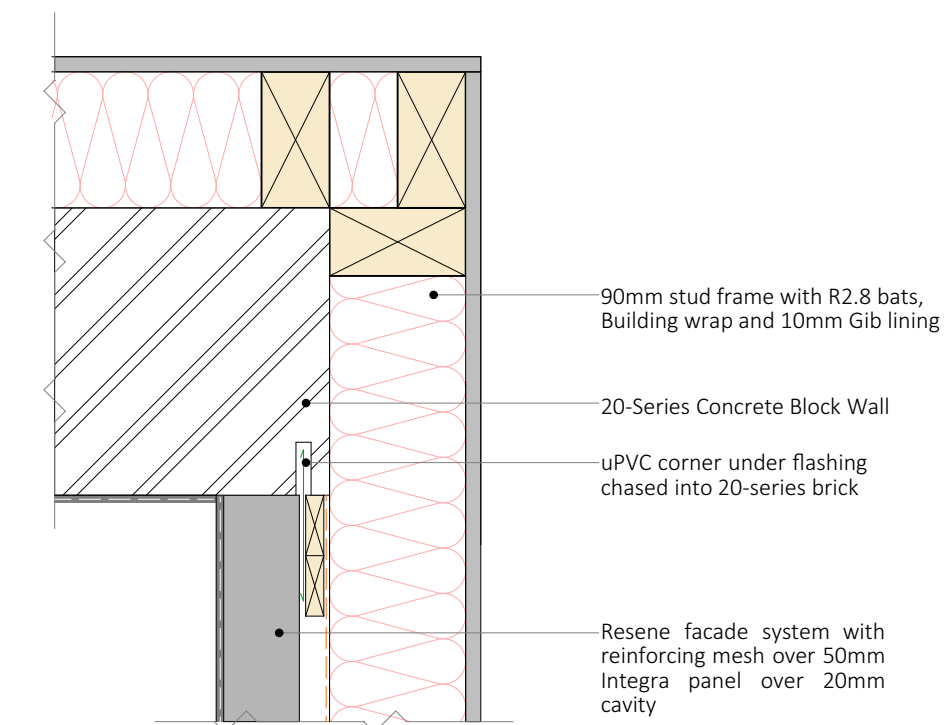 90mm stud frame with R2.8 bats,
Building wrap and 10mm Gib lining
20-Series Concrete Block Wall
uPVC corner under flashing
chased into 20-series brick
Resene facade system with
reinforcing mesh over 50mm
Integra panel over 20mm
cavity